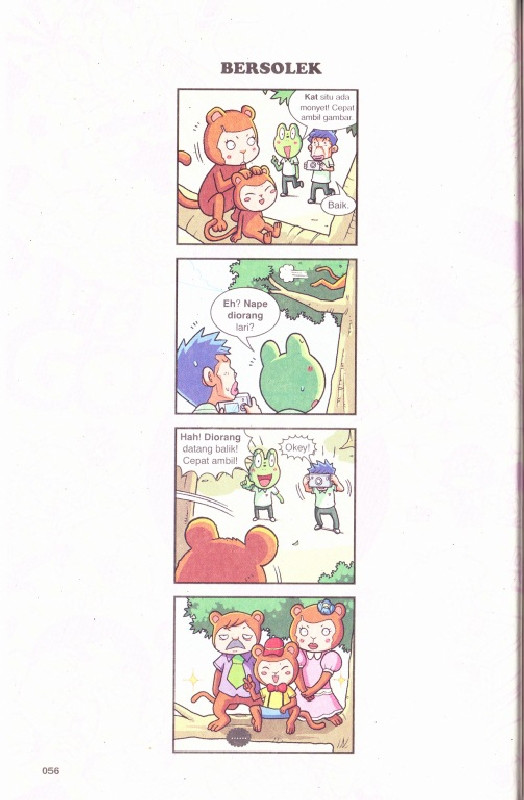 BERSOLEK
Kat situ ada
monyet! Cepat
ambil gambar.
Baik.
Eh? Nape
diorang
lari?
Hah! Diorang
datang balik!
Cepat ambil!
Okey!
......
056